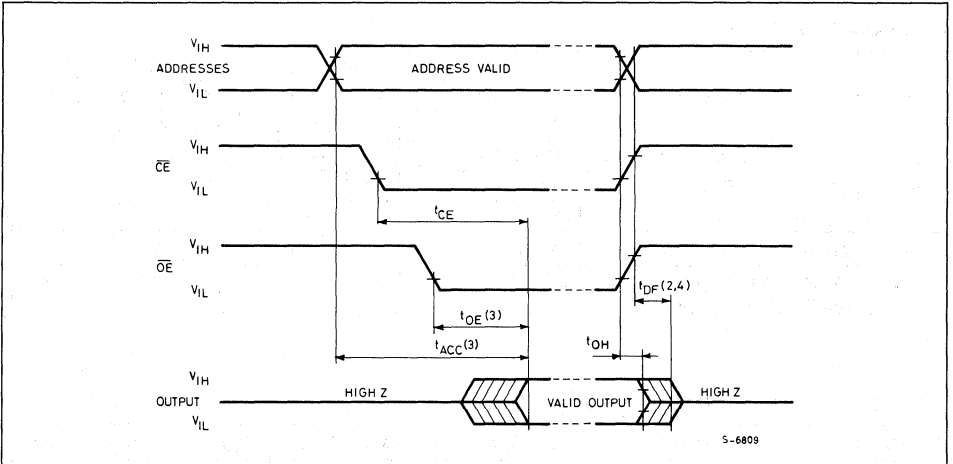 VIH
ADDRESSES
ADDRESS VALID
VIL
VIH
CE
VIL
tCE
VIH
OE
VIL
tDF(2,4)
tOE(3)
tACC(3)
tOH
VIH
HIGH Z
HIGH Z
OUTPUT
VALID OUTPUT
VIL
S-6809